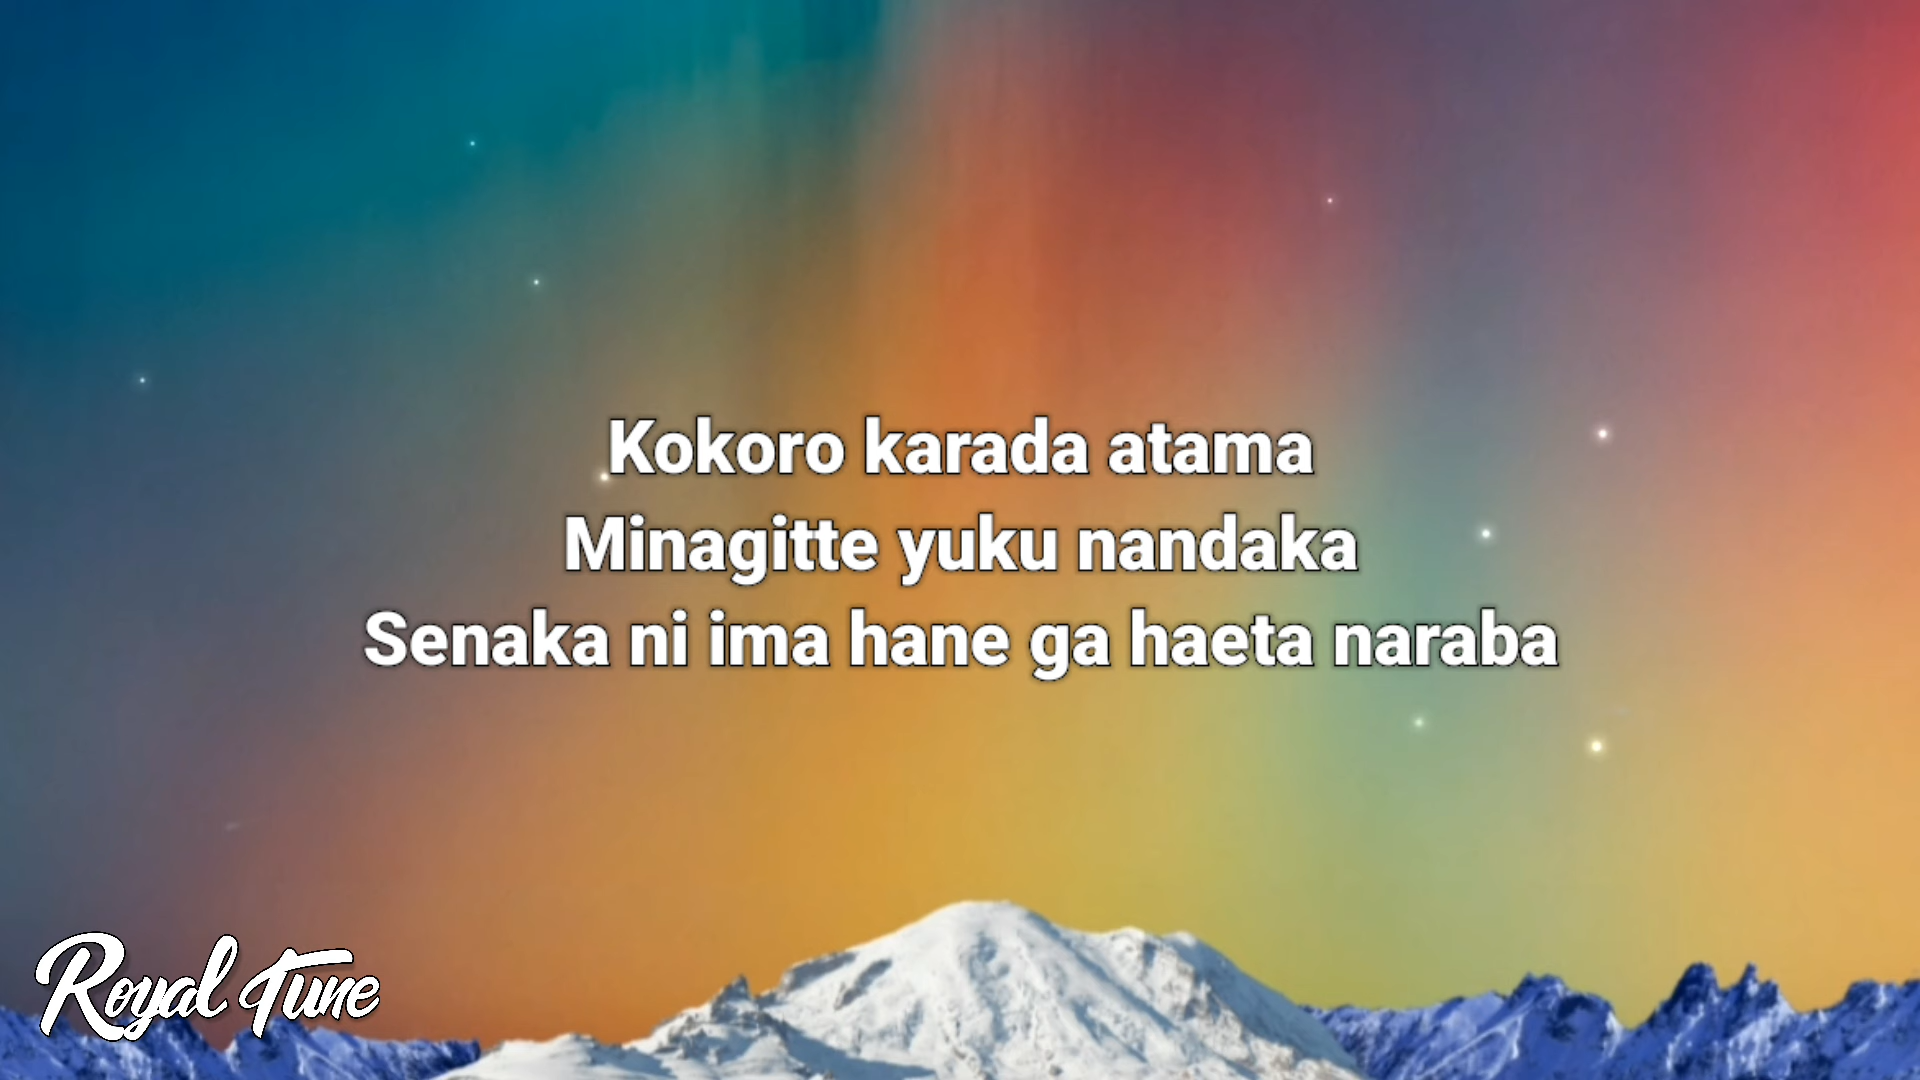 Kokoro karada atama
Minagitte yuku nandaka
Senaka ni ima hane ga haeta naraba
Royal Tune